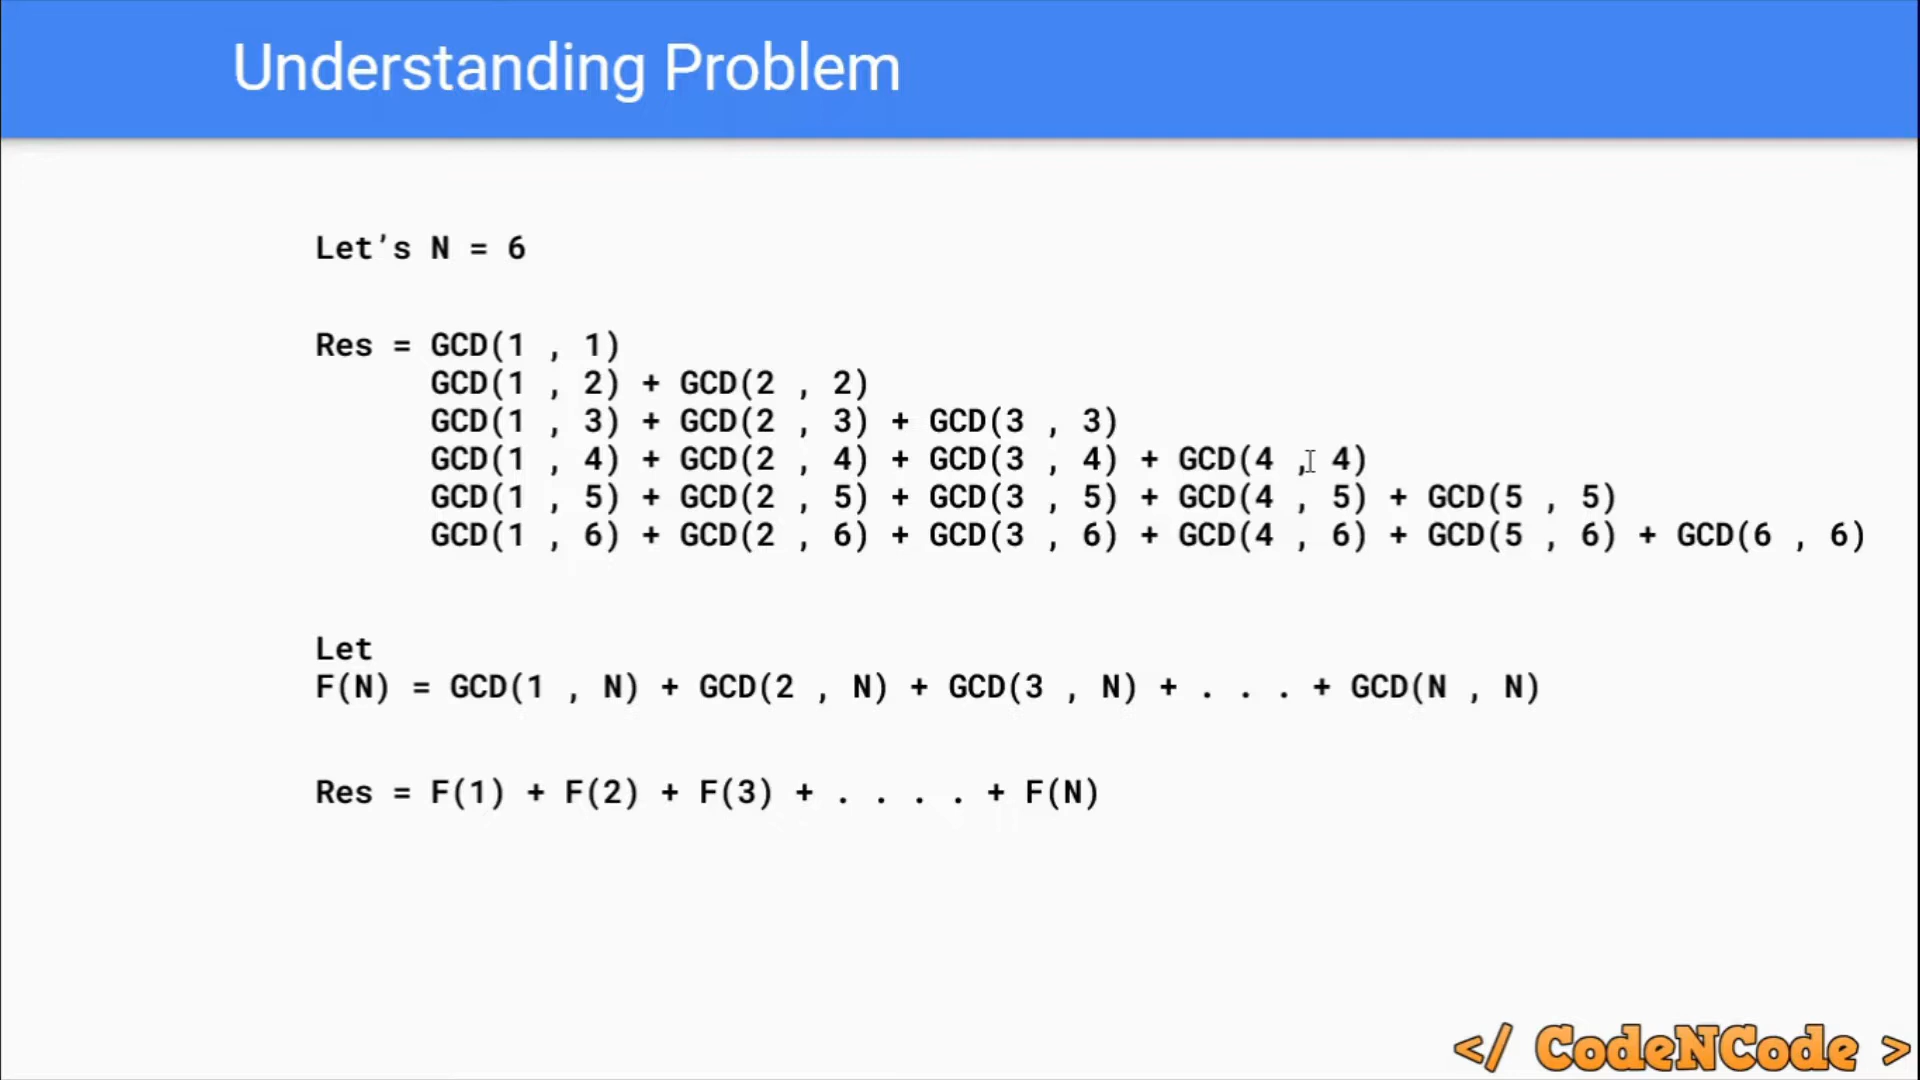 Understanding Problem
Let’s N = 6
Res = GCD(1 , 1)
GCD(1 , 2) + GCD(2 , 2)
GCD(1 , 3) + GCD(2 , 3) + GCD(3 , 3)
GCD(1 , 4) + GCD(2 , 4) + GCD(3 , 4) + GCD(4 , 4)
GCD(1 , 5) + GCD(2 , 5) + GCD(3 , 5) + GCD(4 , 5) + GCD(5 , 5)
GCD(1 , 6) + GCD(2 , 6) + GCD(3 , 6) + GCD(4 , 6) + GCD(5 , 6) + GCD(6 , 6)
Let
F(N) = GCD(1 , N) + GCD(2 , N) + GCD(3 , N) + . . . + GCD(N , N)
Res = F(1) + F(2) + F(3) + . . . . + F(N)
</ CodeNCode >